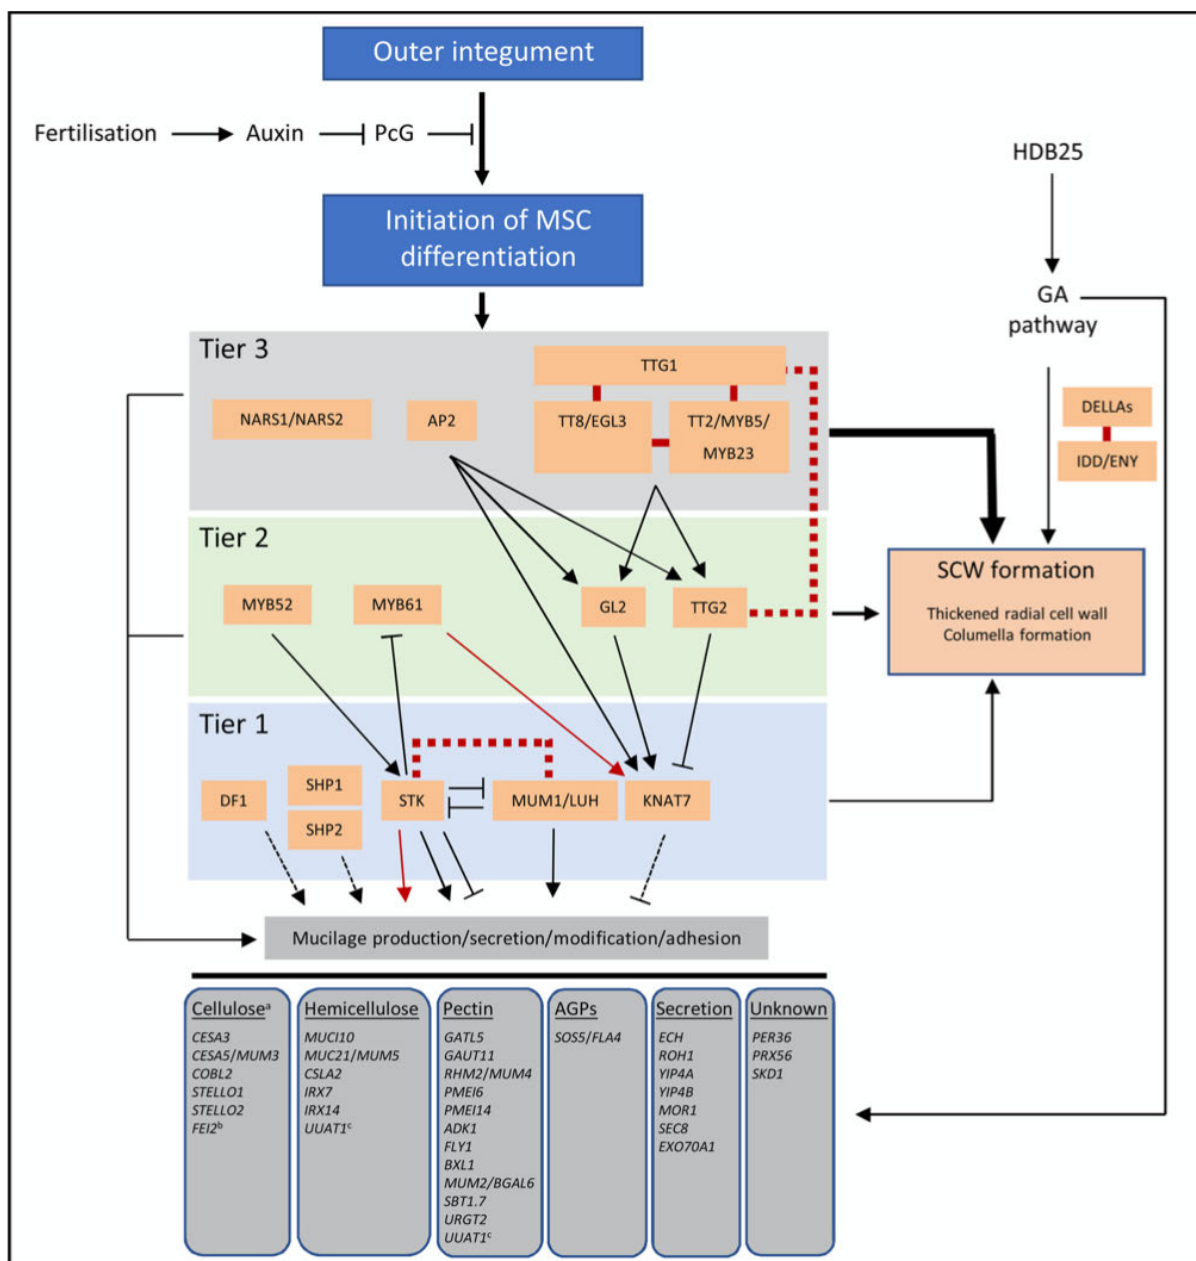 Outer integument
Fertilisation
Auxin
PcG
HDB25
Initiation of MSC
differentiation
GA
pathway
Tier 3
TTG1
NARS1/NARS2
AP2
TT8/EGL3
TT2/MYB5/
MYB23
DELLAs
IDD/ENY
Tier 2
MYB52
MYB61
GL2
TTG2
SCW formation
Thickened radial cell wall
Columella formation
Tier 1
DF1
SHP1
SHP2
STK
MUM1/LUH
KNAT7
Mucilage production/secretion/modification/adhesion
Celluloseᵃ
CESA3
CESA5/MUM3
COBL2
STELLO1
STELLO2
FEI2ᵇ
Hemicellulose
MUCI10
MUC21/MUM5
CSLA2
IRX7
IRX14
UUAT1ᶜ
Pectin
GATL5
GAUT11
RHM2/MUM4
PMEI6
PMEI14
ADK1
FLY1
BXL1
MUM2/BGAL6
SBT1.7
URGT2
UUAT1ᶜ
AGPs
SOS5/FLA4
Secretion
ECH
ROH1
YIP4A
YIP4B
MOR1
SEC8
EXO70A1
Unknown
PER36
PRX56
SKD1